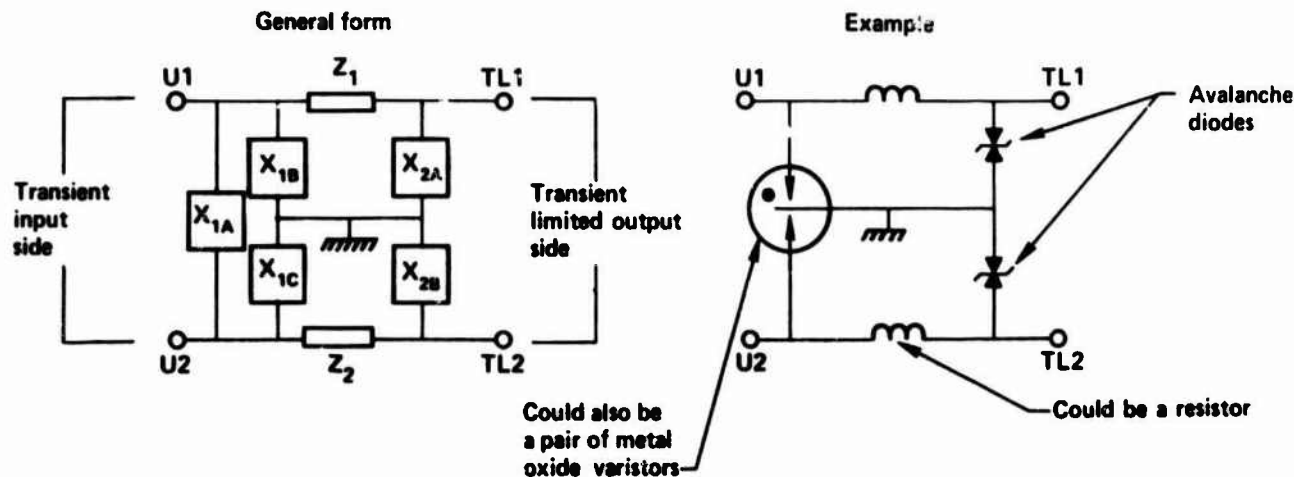 General form
Example
U1
Z1
TL1
X1A
X1B
X1C
X2A
X2B
Transient
input
side
Transient
limited output
side
U2
Z2
TL2
U1
TL1
Avalanche
diodes
U2
TL2
Could also be
a pair of metal
oxide varistors
Could be a resistor